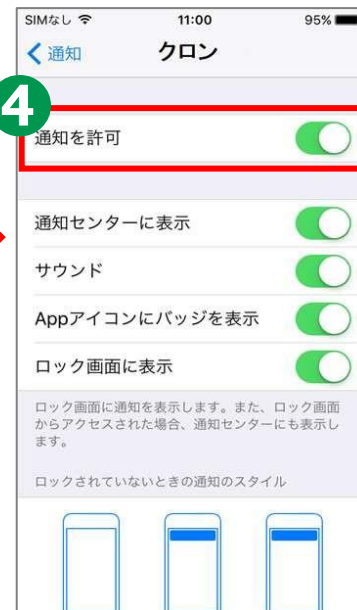 SIMなし 11:00 95%
通知 クロン
4
通知を許可
通知センターに表示
サウンド
Appアイコンにバッジを表示
ロック画面に表示
ロック画面に通知を表示します。また、ロック画面
からアクセスされた場合、通知センターにも表示し
ます。
ロックされていないときの通知のスタイル